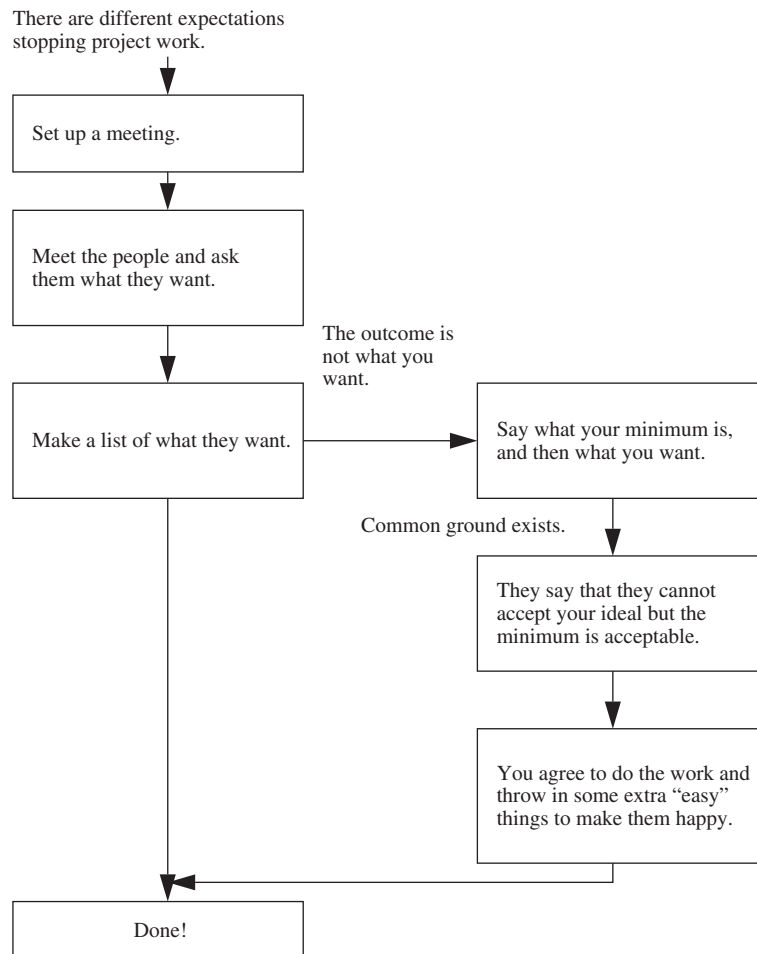 There are different expectations
stopping project work.
Set up a meeting.
Meet the people and ask
them what they want.
The outcome is
not what you
want.
Make a list of what they want.
Say what your minimum is,
and then what you want.
Common ground exists.
They say that they cannot
accept your ideal but the
minimum is acceptable.
You agree to do the work and
throw in some extra “easy”
things to make them happy.
Done!